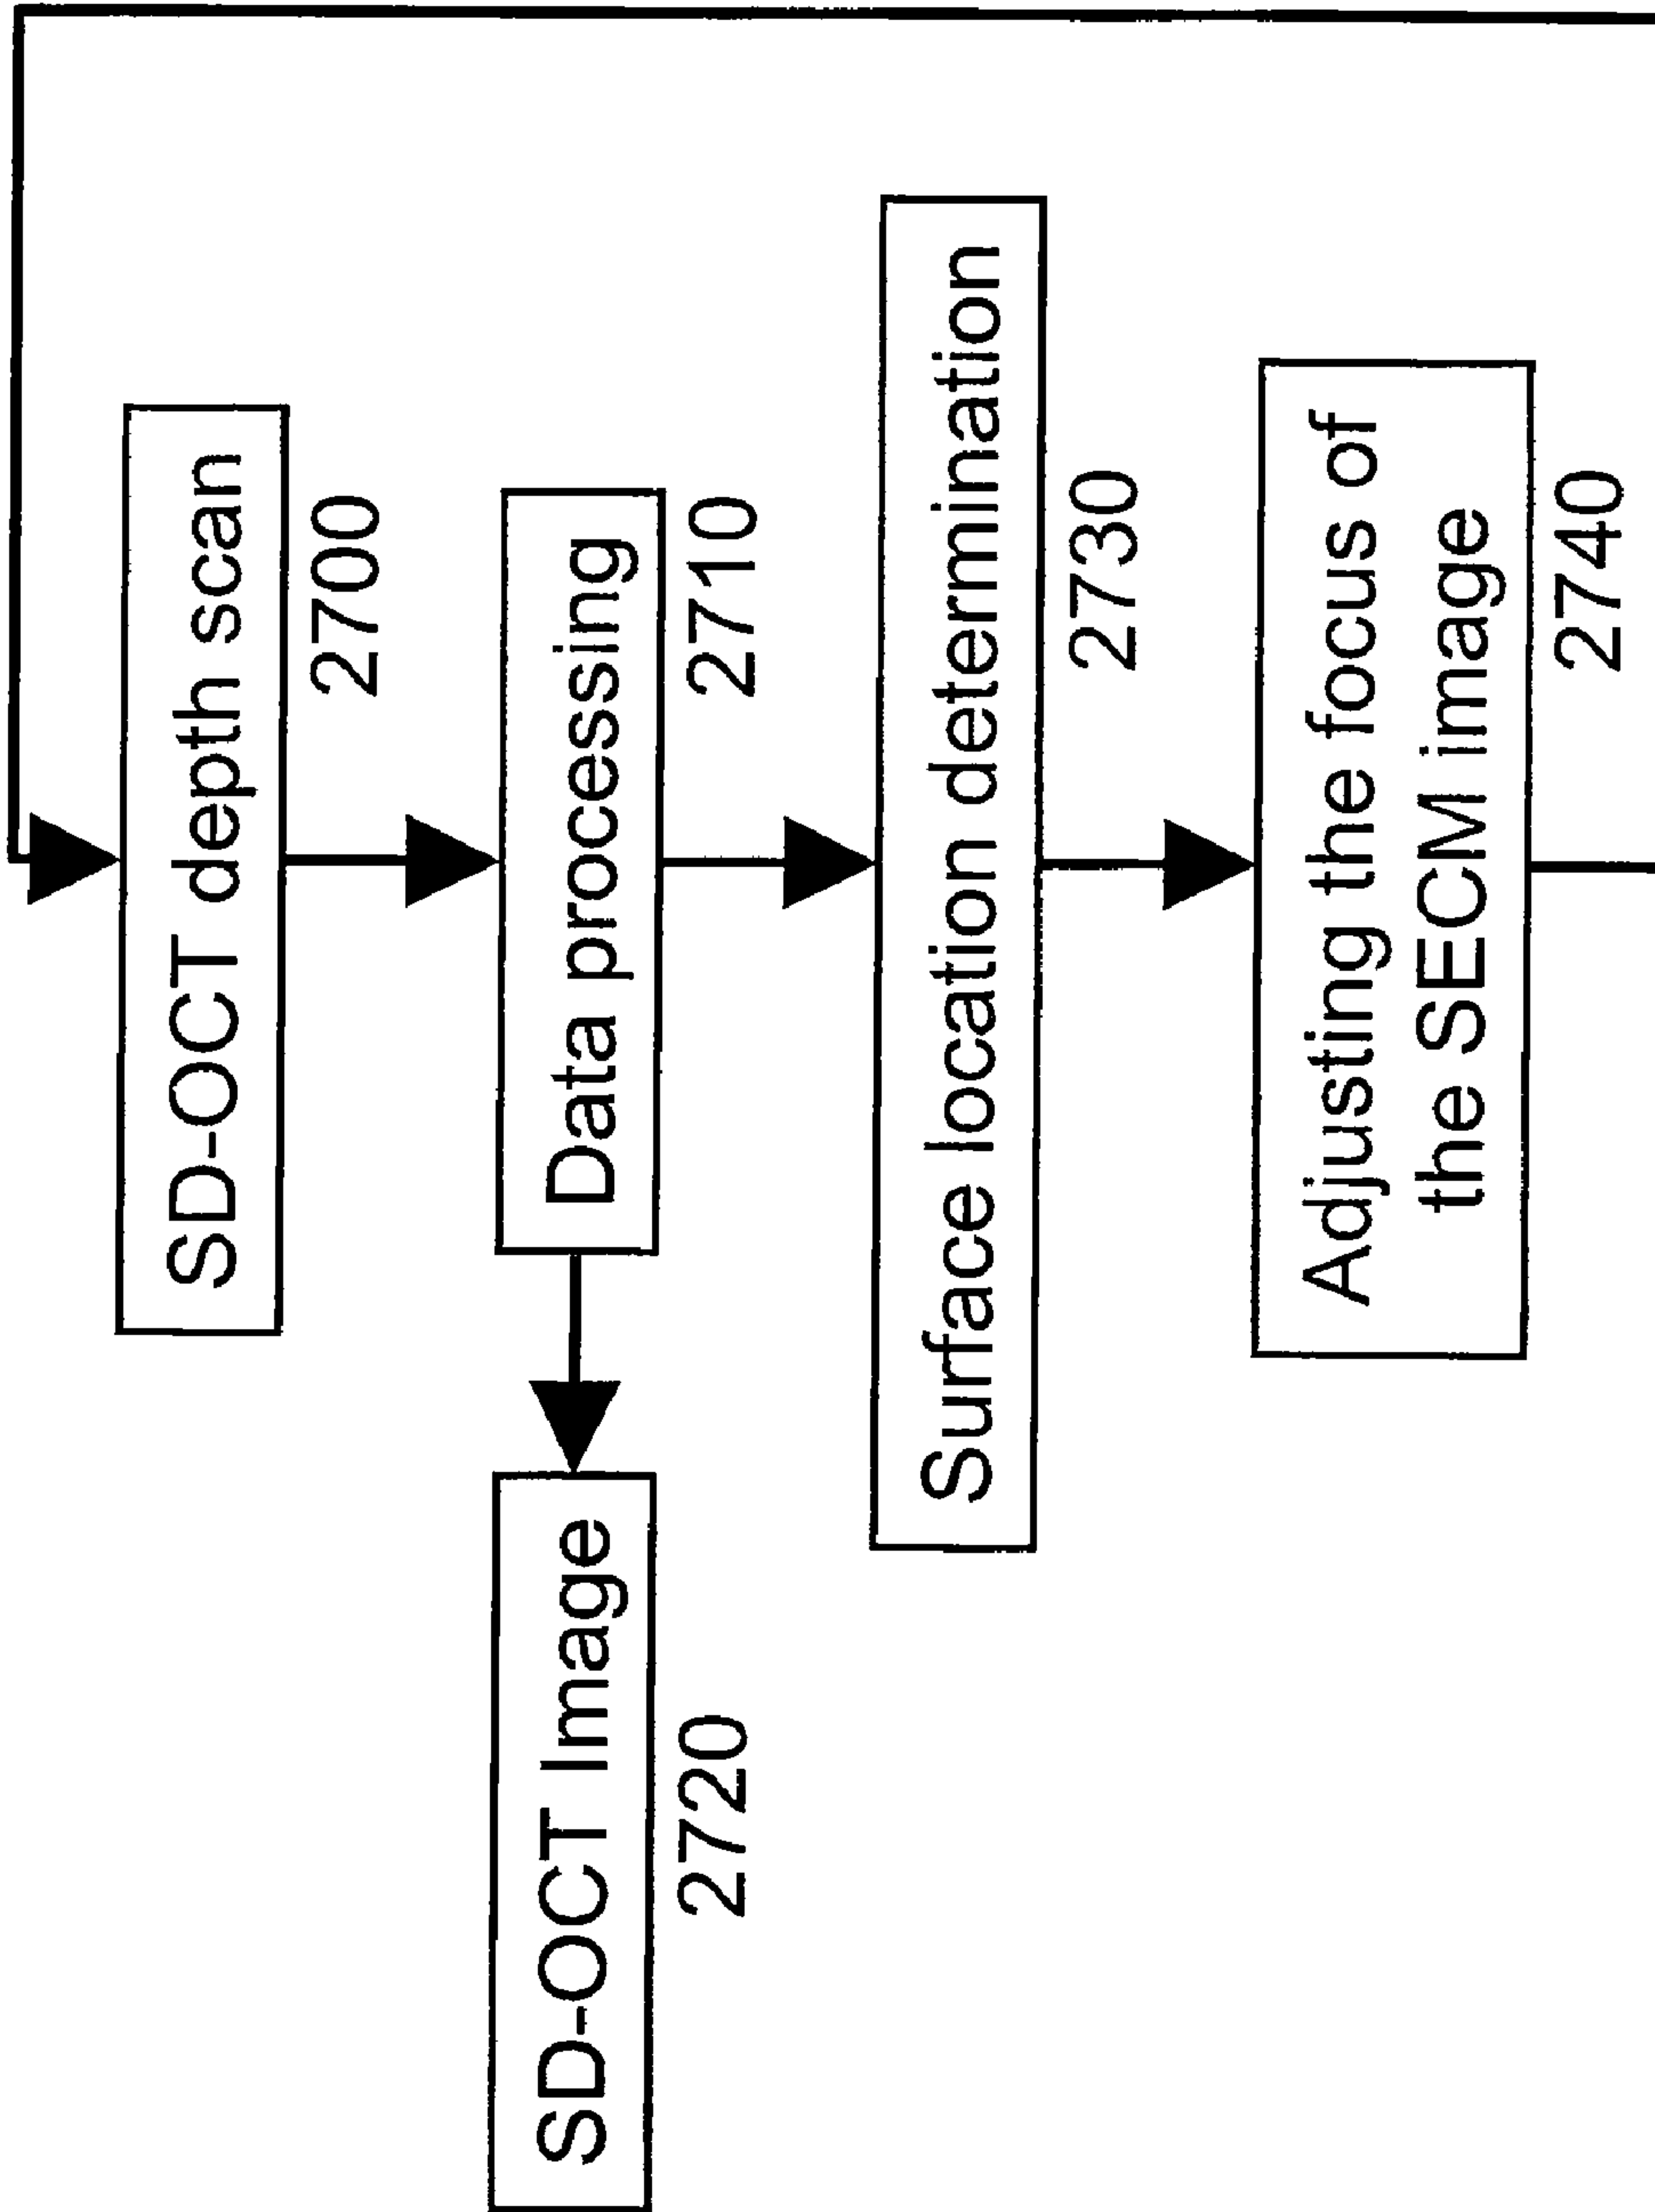 SD-OCT depth scan
2700
Data processing
2710
SD-OCT Image
2720
Surface location determination
2730
Adjusting the focus of
the SECM image
2740